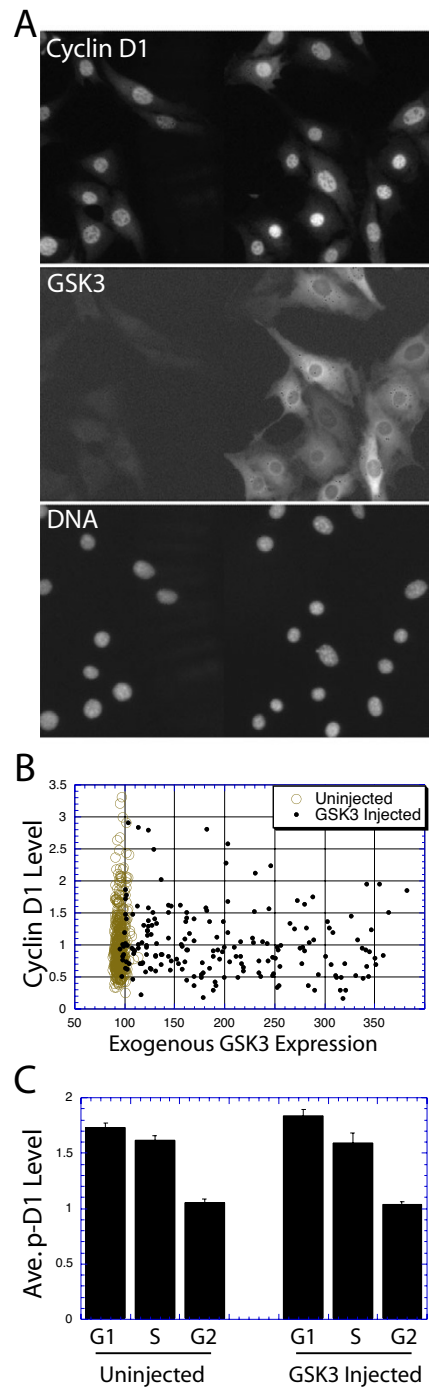 A
Cyclin D1
GSK3
DNA
B
Cyclin D1 Level
3.5
3
2.5
2
1.5
1
0.5
0
Uninjected
GSK3 Injected
50 100 150 200 250 300 350
Exogenous GSK3 Expression
C
Ave. p-D1 Level
2
1.5
1
0.5
0
G1 S G2 G1 S G2
Uninjected GSK3 Injected